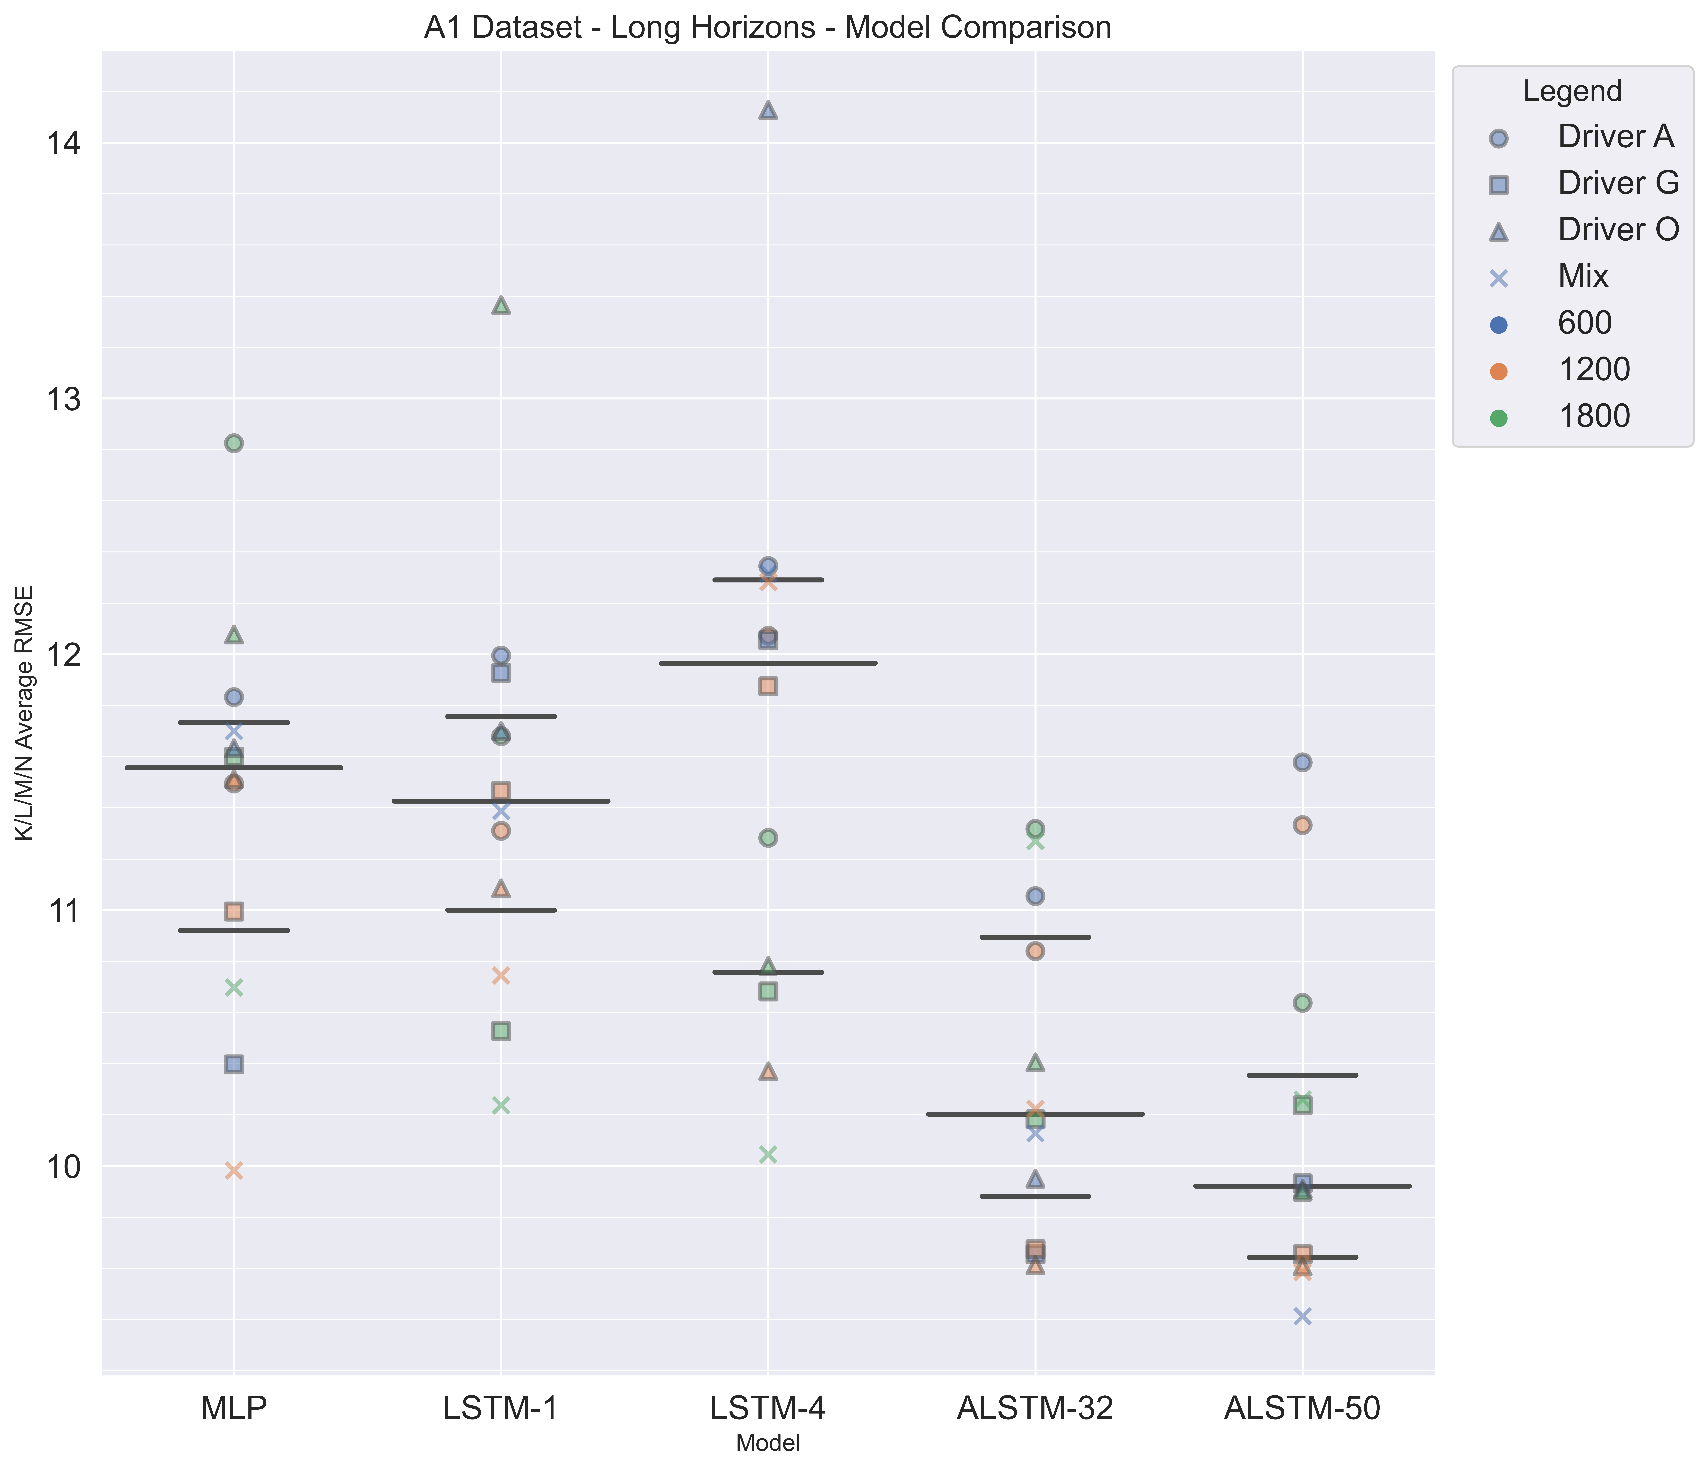 A1 Dataset - Long Horizons - Model Comparison
Legend
Driver A
Driver G
Driver O
Mix
600
1200
1800
K/L/M/N Average RMSE
14
13
12
11
10
MLP
LSTM-1
LSTM-4
ALSTM-32
ALSTM-50
Model